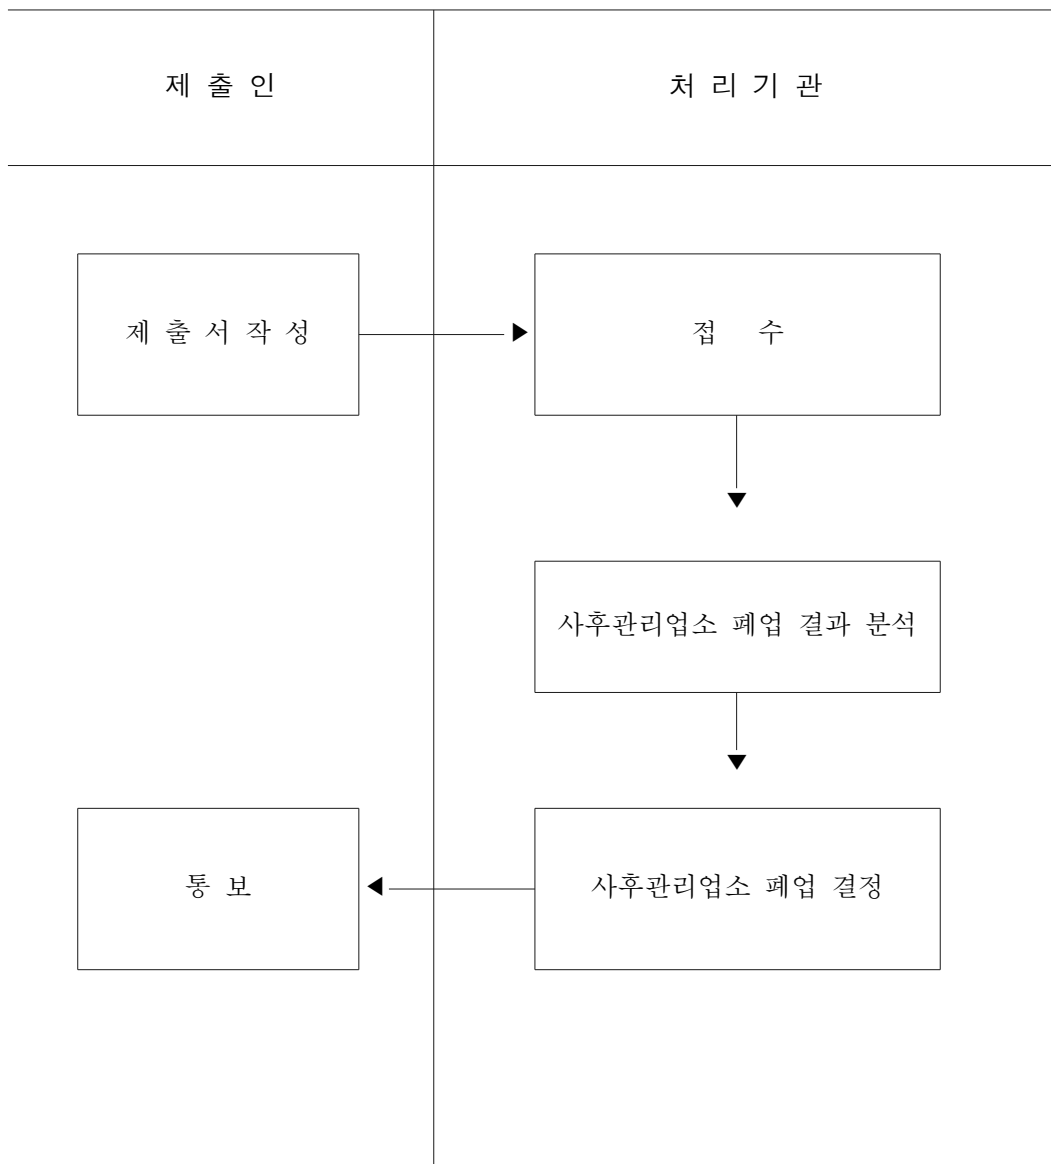 제 출 인
처 리 기 관
제 출 서 작 성
접 수
사후관리업소 폐업 결과 분석
통 보
사후관리업소 폐업 결정